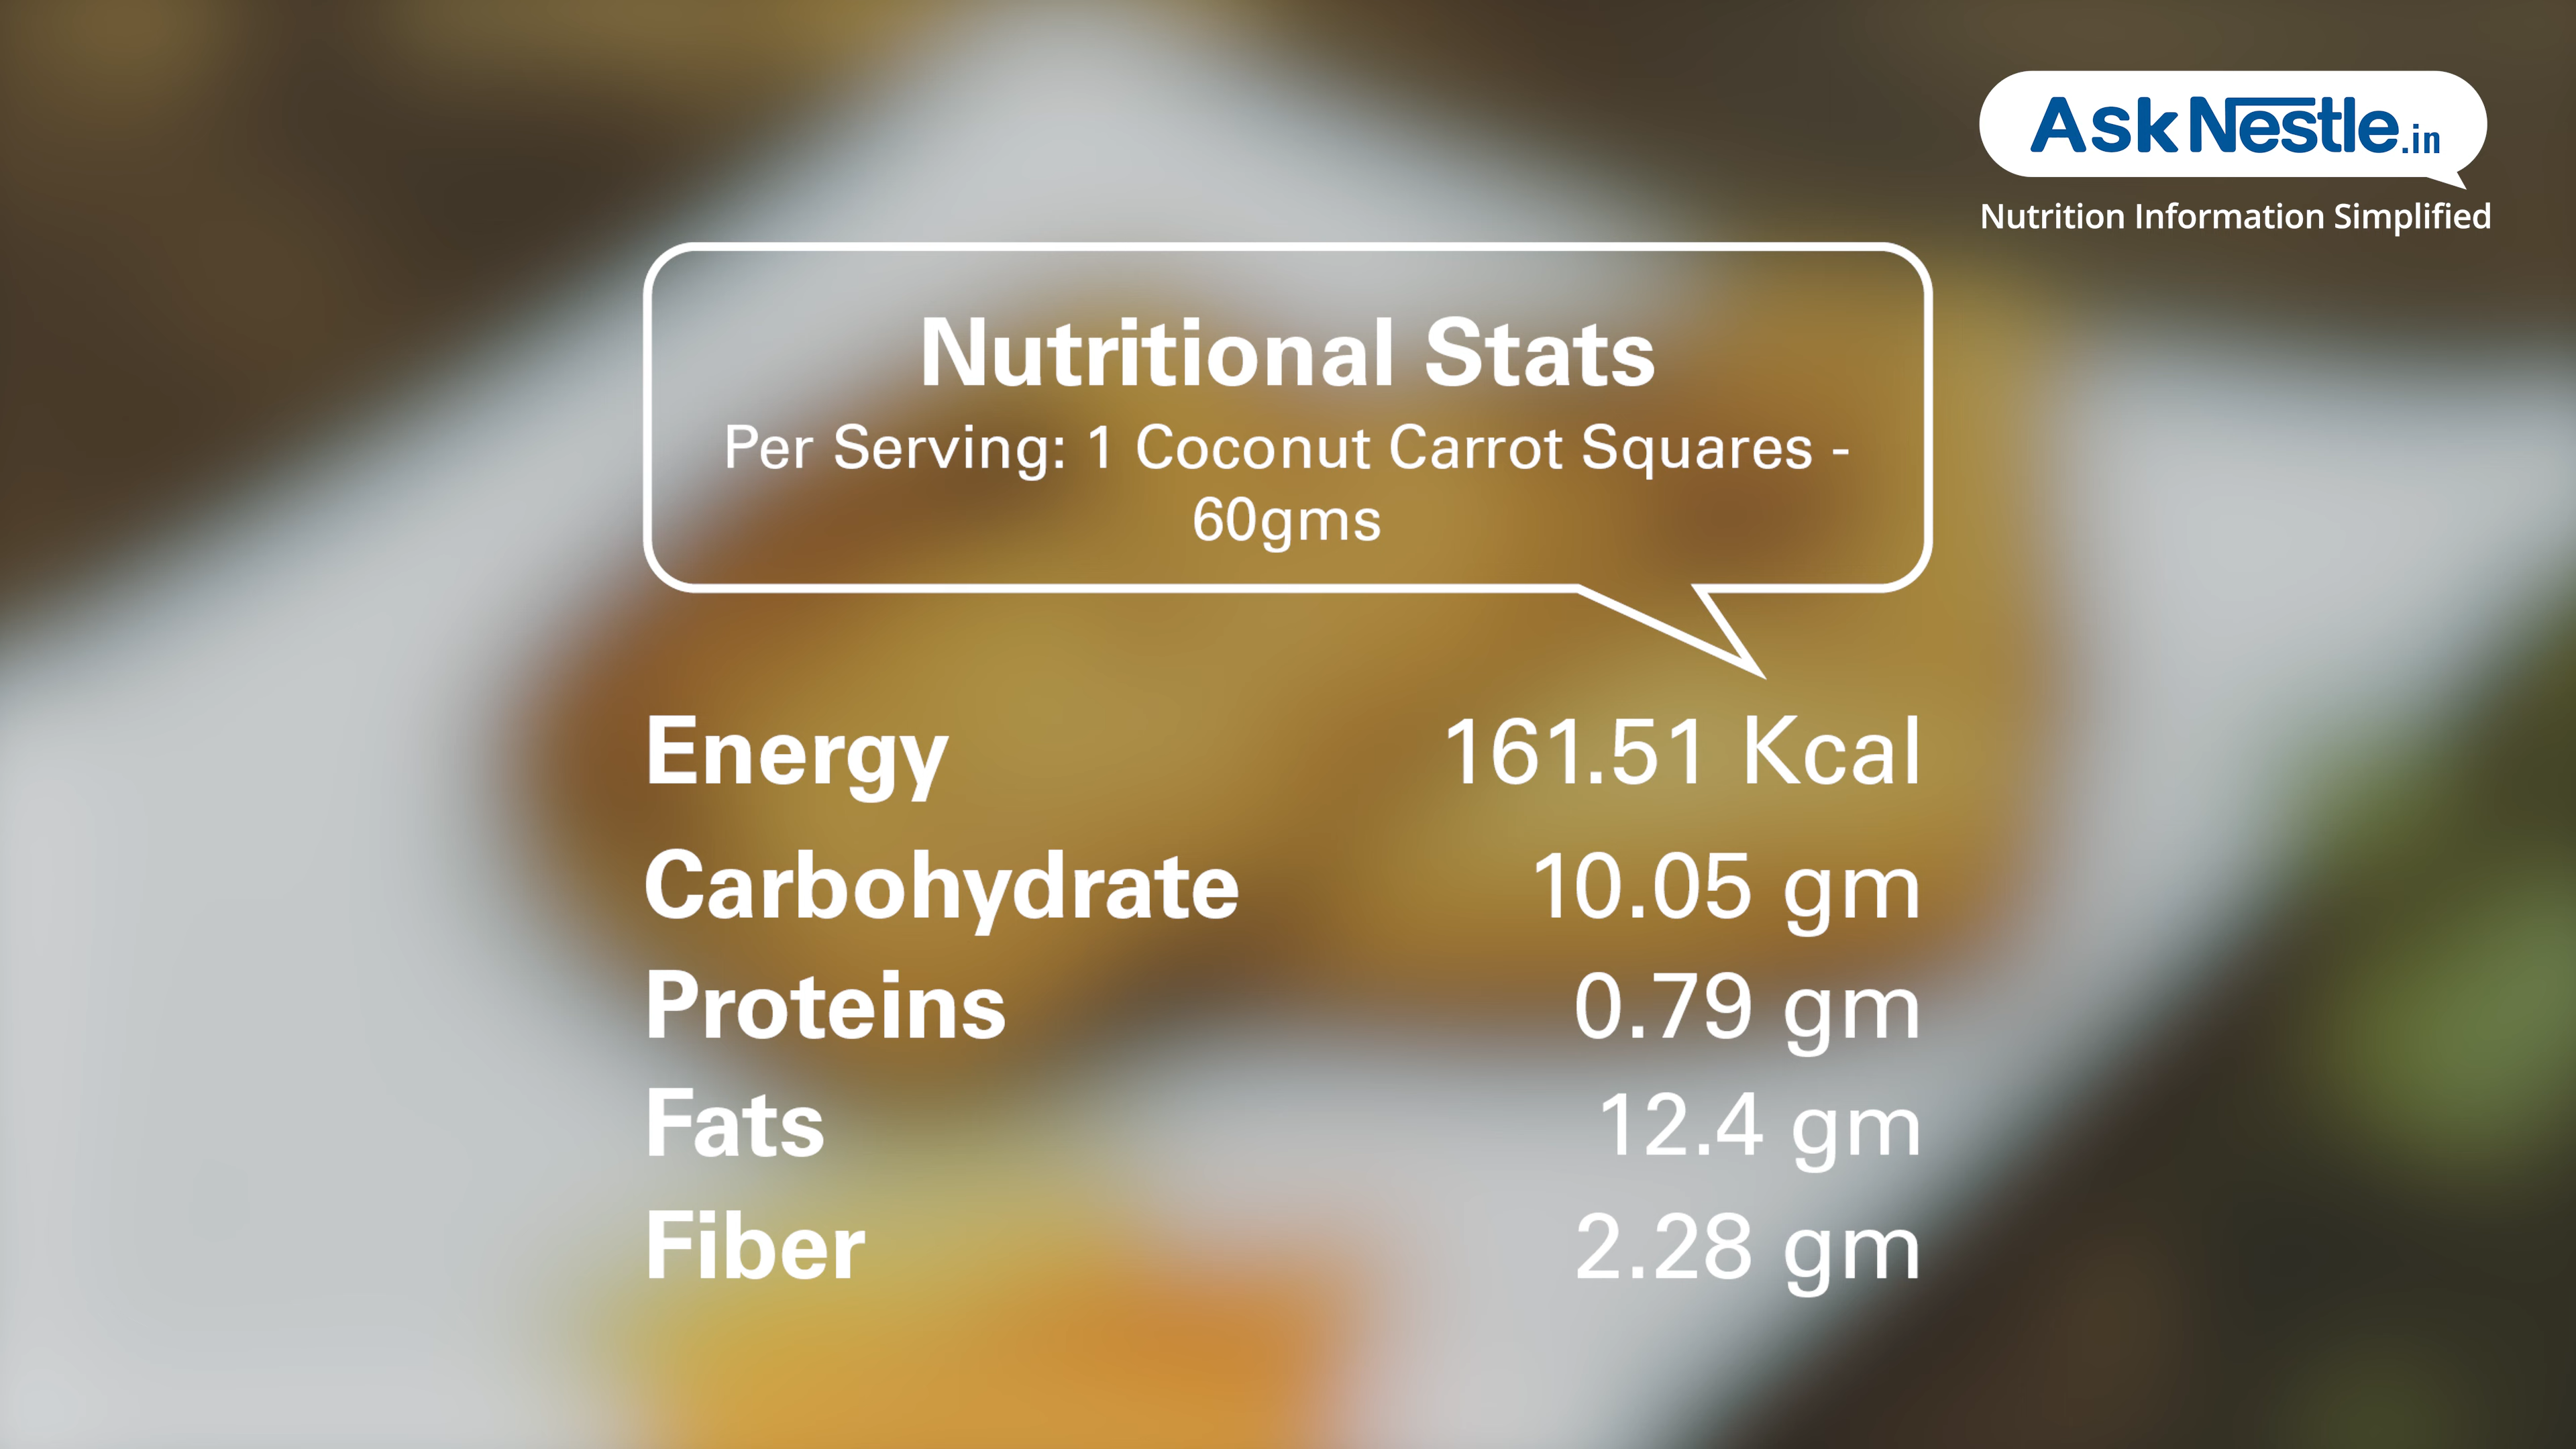 AskNestle.in
Nutrition Information Simplified
Nutritional Stats
Per Serving: 1 Coconut Carrot Squares -
60gms
Energy 161.51 Kcal
Carbohydrate 10.05 gm
Proteins 0.79 gm
Fats 12.4 gm
Fiber 2.28 gm